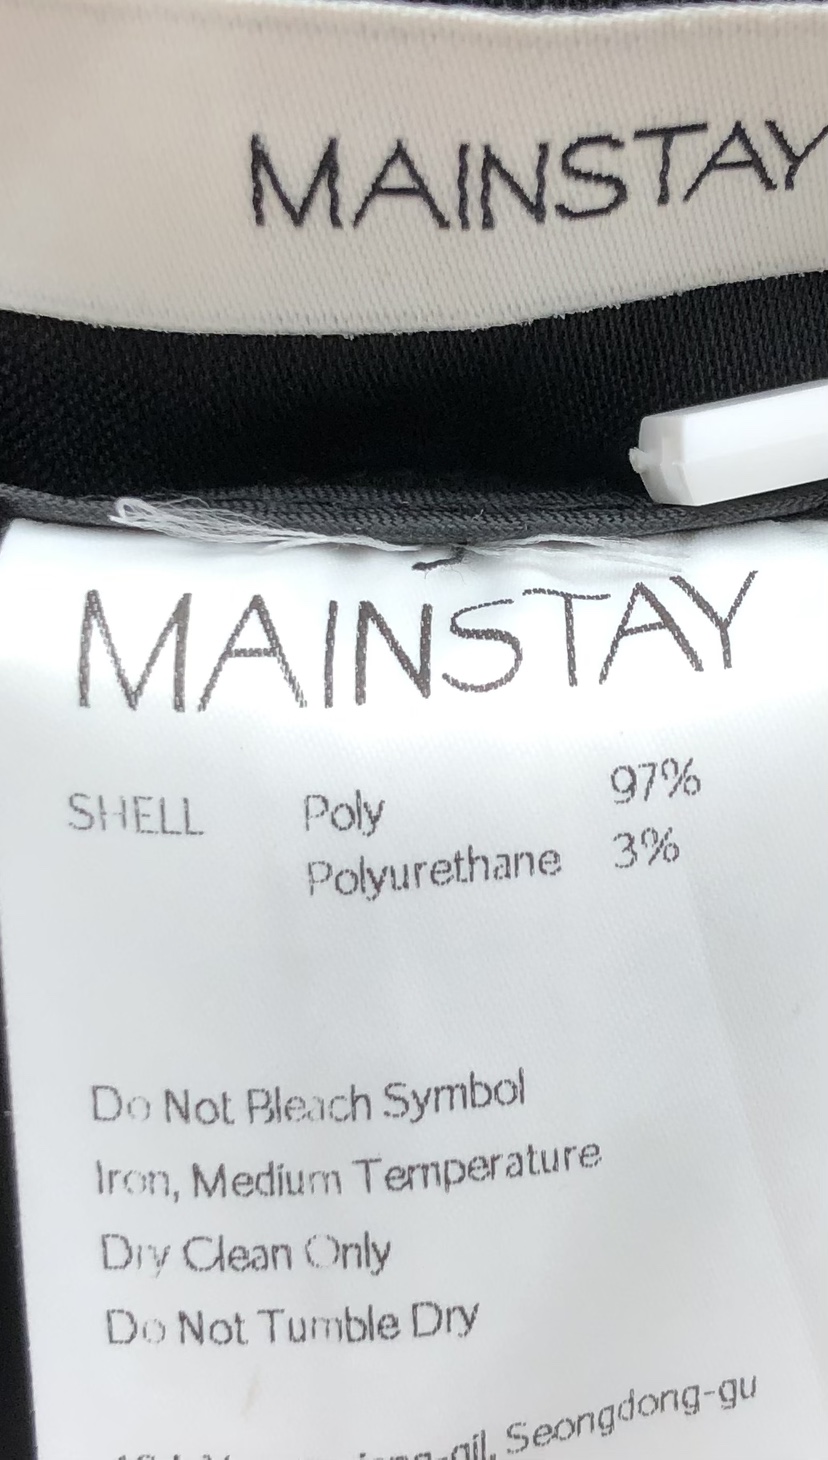 MAINSTAY
MAINSTAY
SHELL Poly 97%
Polyurethane 3%
Do Not Bleach Symbol
Iron, Medium Temperature
Dry Clean Only
Do Not Tumble Dry
Seongdong-gu